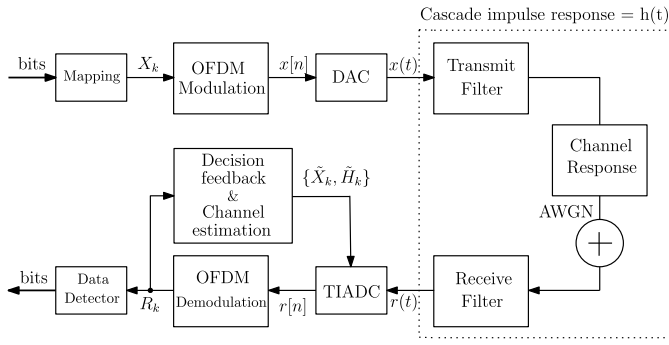 Cascade impulse response = h(t)
bits
Mapping
X_k
OFDM
Modulation
x[n]
DAC
x(t)
Transmit
Filter
Channel
Response
AWGN
+
Decision
feedback
&
Channel
estimation
{X̃_k, H̃_k}
bits
Data
Detector
R_k
OFDM
Demodulation
r[n]
TIADC
r(t)
Receive
Filter